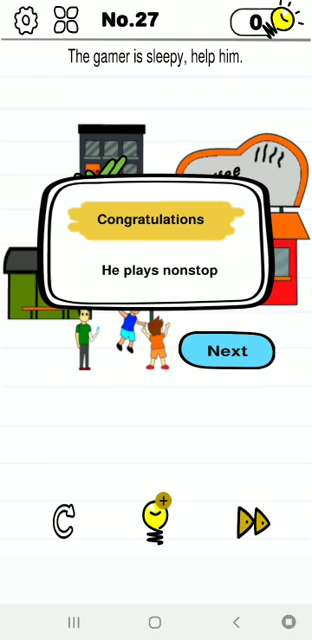 No.27
0
The gamer is sleepy, help him.
Congratulations
He plays nonstop
Next